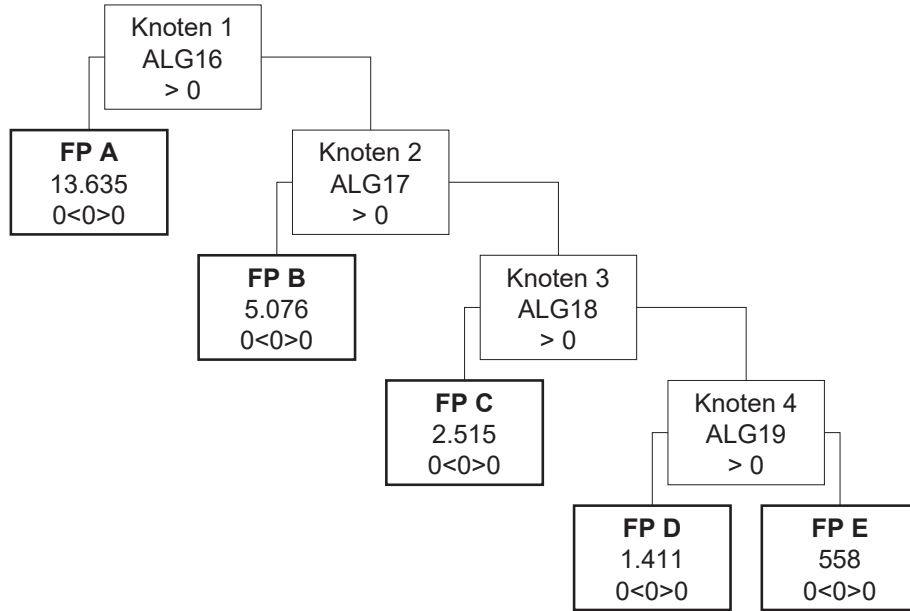 Knoten 1
ALG16
> 0
FP A
13.635
0<0>0
Knoten 2
ALG17
> 0
FP B
5.076
0<0>0
Knoten 3
ALG18
> 0
FP C
2.515
0<0>0
Knoten 4
ALG19
> 0
FP D
1.411
0<0>0
FP E
558
0<0>0